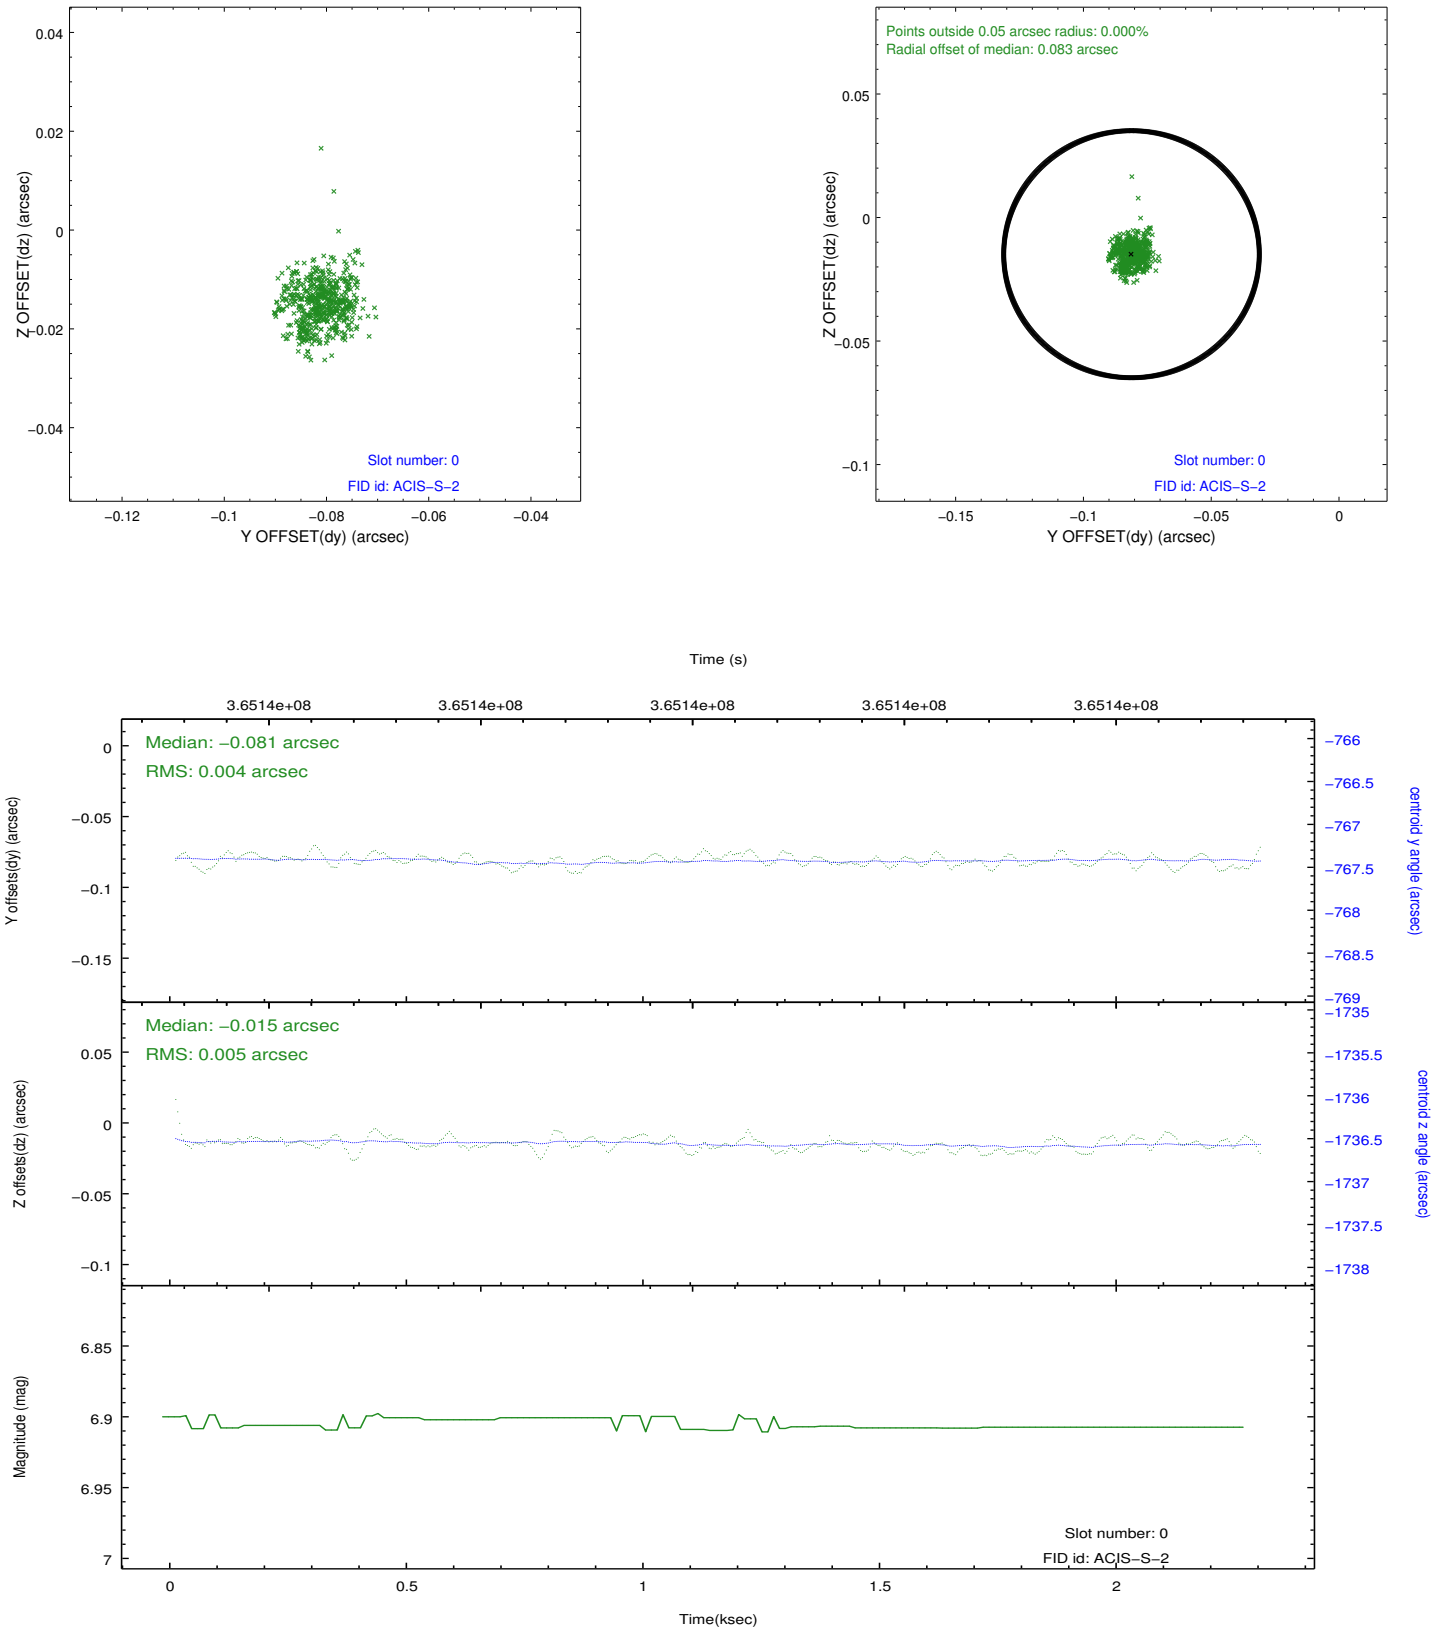 0.04
0.02
0
−0.02
−0.04
Z OFFSET(dz) (arcsec)
Slot number: 0
FID id: ACIS−S−2
−0.12 −0.1 −0.08 −0.06 −0.04
Y OFFSET(dy) (arcsec)
Points outside 0.05 arcsec radius: 0.000%
Radial offset of median: 0.083 arcsec
0.05
0
−0.05
−0.1
Z OFFSET(dz) (arcsec)
Slot number: 0
FID id: ACIS−S−2
−0.15 −0.1 −0.05 0
Y OFFSET(dy) (arcsec)
Time (s)
3.6514e+08 3.6514e+08 3.6514e+08 3.6514e+08 3.6514e+08
Median: −0.081 arcsec
RMS: 0.004 arcsec
0
−0.05
−0.1
−0.15
Y offsets(dy) (arcsec)
−766
−766.5
−767
−767.5
−768
−768.5
−769
centroid y angle (arcsec)
Median: −0.015 arcsec
RMS: 0.005 arcsec
0.05
0
−0.05
−0.1
Z offsets(dz) (arcsec)
−1735
−1735.5
−1736
−1736.5
−1737
−1737.5
−1738
centroid z angle (arcsec)
6.85
6.9
6.95
7
Magnitude (mag)
Slot number: 0
FID id: ACIS−S−2
0 0.5 1 1.5 2
Time(ksec)